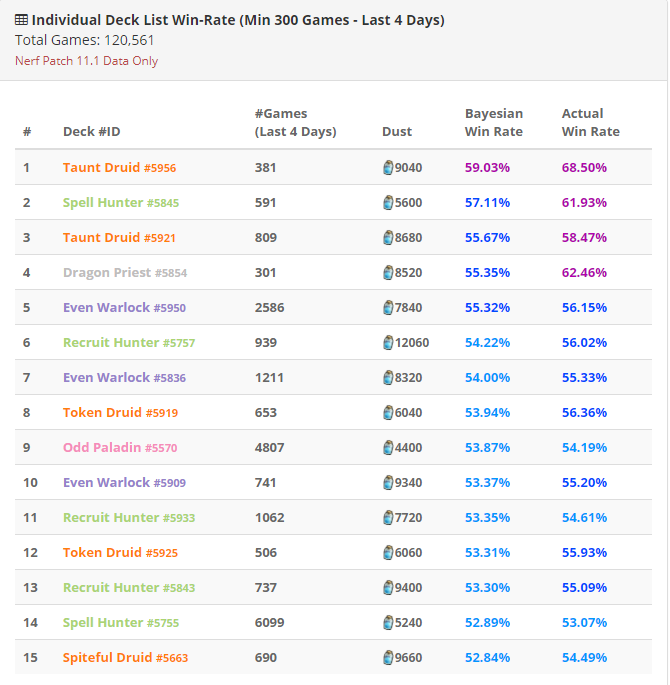 Individual Deck List Win-Rate (Min 300 Games - Last 4 Days)
Total Games: 120,561
Nerf Patch 11.1 Data Only
# Deck #ID #Games (Last 4 Days) Dust Bayesian Win Rate Actual Win Rate
1 Taunt Druid #5956 381 9040 59.03% 68.50%
2 Spell Hunter #5845 591 5600 57.11% 61.93%
3 Taunt Druid #5921 809 8680 55.67% 58.47%
4 Dragon Priest #5854 301 8520 55.35% 62.46%
5 Even Warlock #5950 2586 7840 55.32% 56.15%
6 Recruit Hunter #5757 939 12060 54.22% 56.02%
7 Even Warlock #5836 1211 8320 54.00% 55.33%
8 Token Druid #5919 653 6040 53.94% 56.36%
9 Odd Paladin #5570 4807 4400 53.87% 54.19%
10 Even Warlock #5909 741 9340 53.37% 55.20%
11 Recruit Hunter #5933 1062 7720 53.35% 54.61%
12 Token Druid #5925 506 6060 53.31% 55.93%
13 Recruit Hunter #5843 737 9400 53.30% 55.09%
14 Spell Hunter #5755 6099 5240 52.89% 53.07%
15 Spiteful Druid #5663 690 9660 52.84% 54.49%